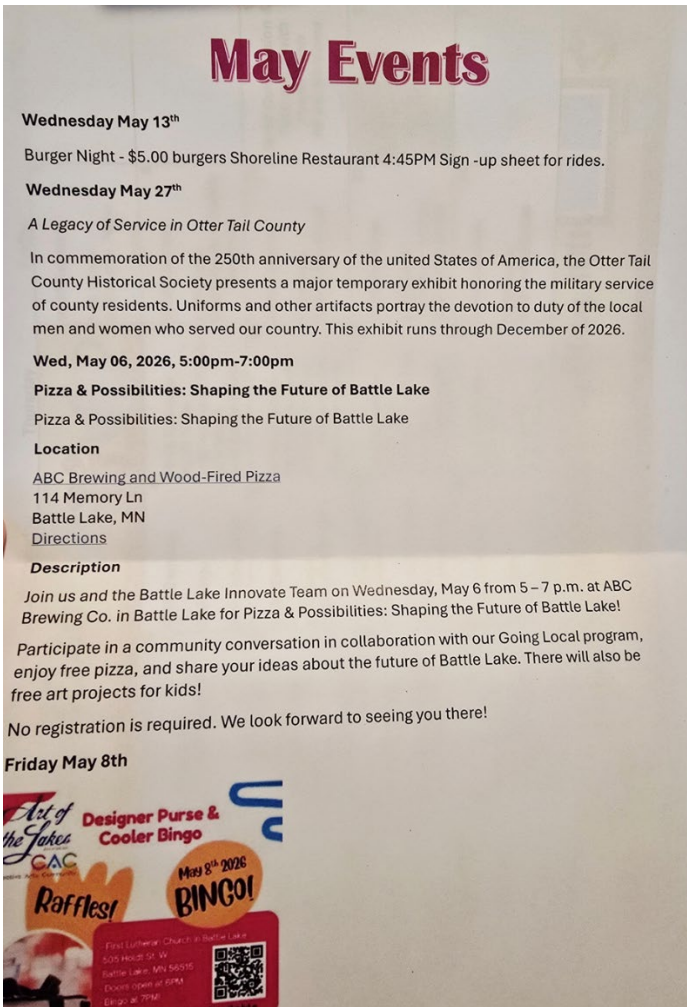 May Events
Wednesday May 13th
Burger Night - $5.00 burgers Shoreline Restaurant 4:45PM Sign -up sheet for rides.
Wednesday May 27th
A Legacy of Service in Otter Tail County
In commemoration of the 250th anniversary of the united States of America, the Otter Tail
County Historical Society presents a major temporary exhibit honoring the military service
of county residents. Uniforms and other artifacts portray the devotion to duty of the local
men and women who served our country. This exhibit runs through December of 2026.
Wed, May 06, 2026, 5:00pm-7:00pm
Pizza & Possibilities: Shaping the Future of Battle Lake
Pizza & Possibilities: Shaping the Future of Battle Lake
Location
ABC Brewing and Wood-Fired Pizza
114 Memory Ln
Battle Lake, MN
Directions
Description
Join us and the Battle Lake Innovate Team on Wednesday, May 6 from 5 – 7 p.m. at ABC
Brewing Co. in Battle Lake for Pizza & Possibilities: Shaping the Future of Battle Lake!
Participate in a community conversation in collaboration with our Going Local program,
enjoy free pizza, and share your ideas about the future of Battle Lake. There will also be
free art projects for kids!
No registration is required. We look forward to seeing you there!
Friday May 8th
Art of
the Lakes
CAC
Designer Purse &
Cooler Bingo
Raffles!
May 8th 2026
BINGO!
First Lutheran Church in Battle Lake
505 Holdt St. W
Battle Lake, MN 56515
Doors open at 6PM
Bingo at 7PM!